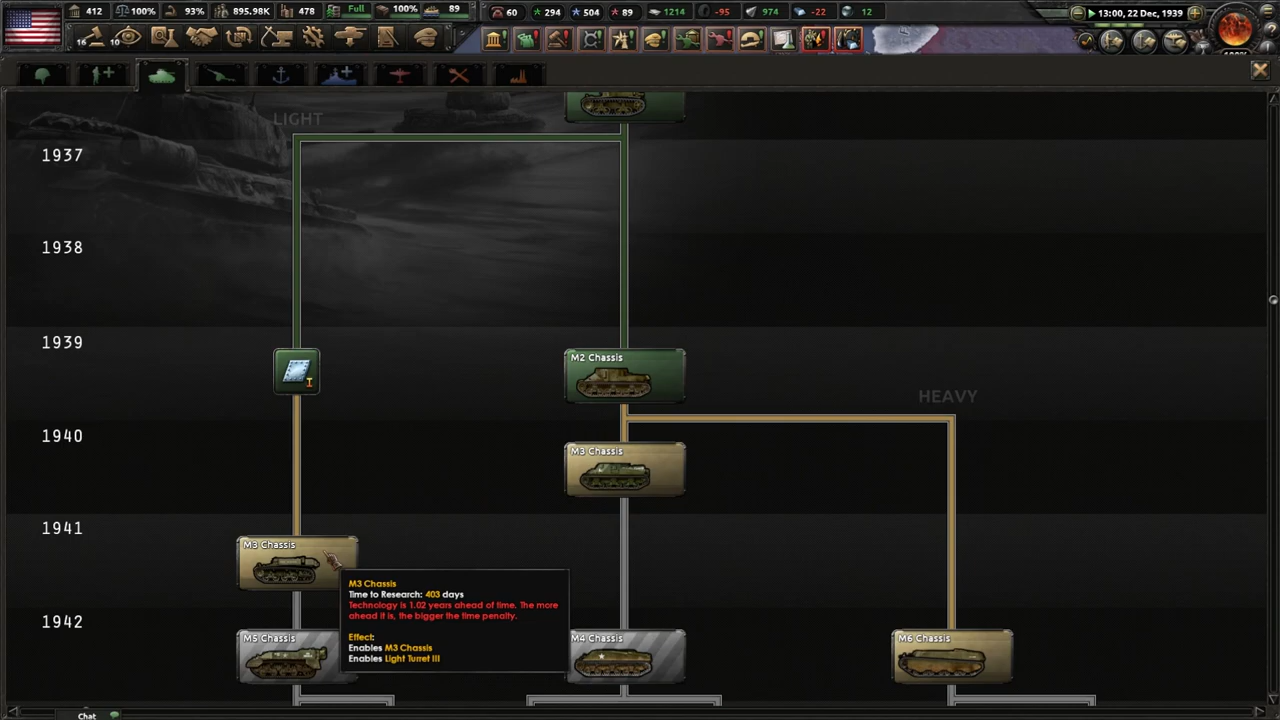 412 100% 93% 895.98K 478 Full 100% 89 60 294 504 89 1214 -95 974 -22 12 13:00, 22 Dec, 1939
16 10
100%
LIGHT
1937
1938
1939
M2 Chassis
I
HEAVY
1940
M3 Chassis
1941
M3 Chassis
M3 Chassis
Time to Research: 403 days
Technology is 1.02 years ahead of time. The more
ahead it is, the bigger the time penalty.
Effect:
Enables M3 Chassis
Enables Light Turret III
1942
M5 Chassis
M4 Chassis
M6 Chassis
Chat